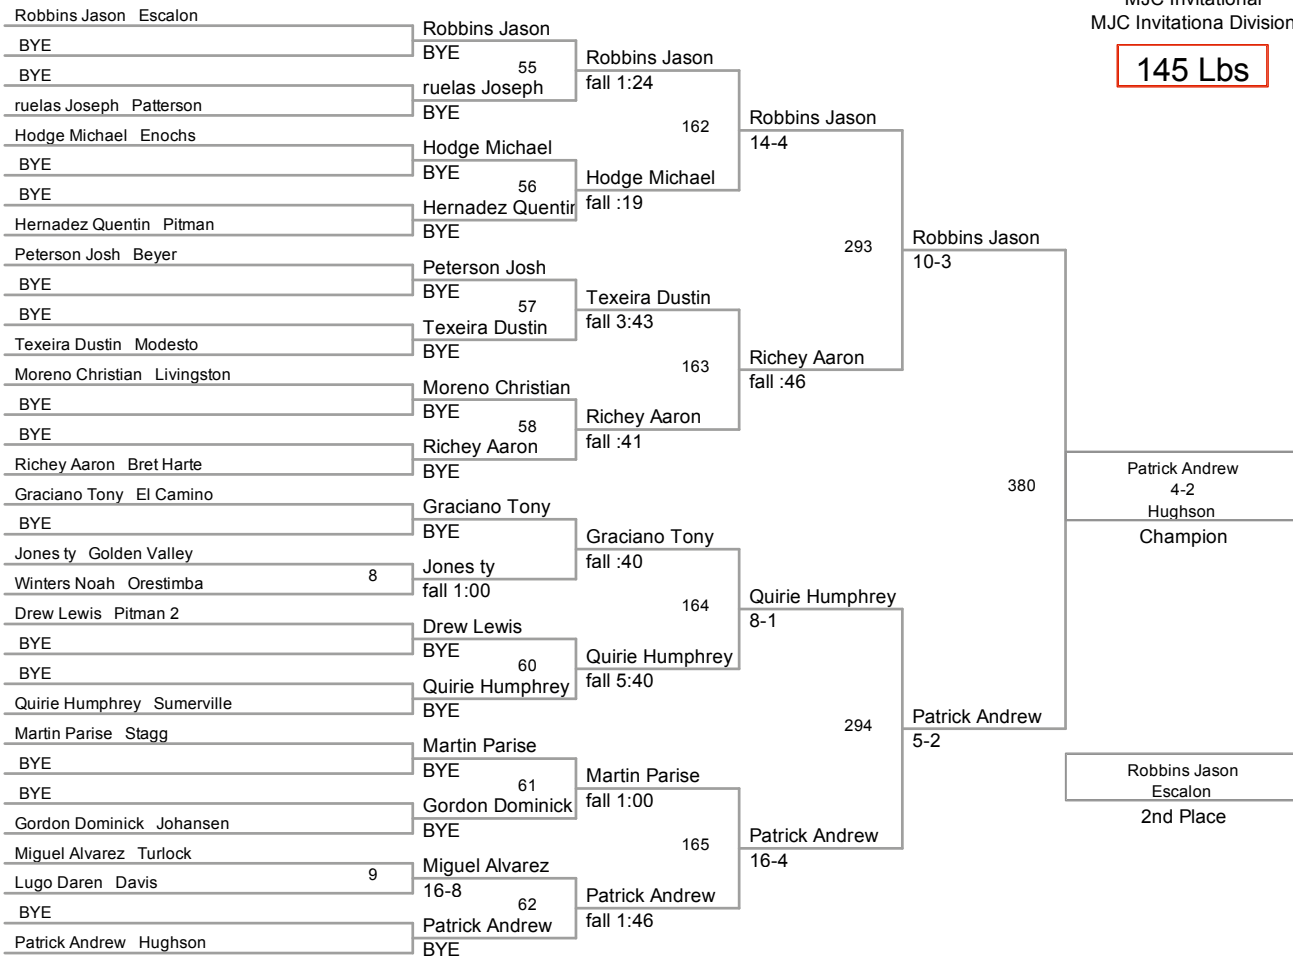 MJC Invitational
MJC Invitationa Division
145 Lbs
Robbins Jason Escalon
BYE
BYE
ruelas Joseph Patterson
Hodge Michael Enochs
BYE
BYE
Hernadez Quentin Pitman
Peterson Josh Beyer
BYE
BYE
Texeira Dustin Modesto
Moreno Christian Livingston
BYE
BYE
Richey Aaron Bret Harte
Graciano Tony El Camino
BYE
Jones ty Golden Valley
8
Winters Noah Orestimba
Drew Lewis Pitman 2
BYE
BYE
Quirie Humphrey Sumerville
Martin Parise Stagg
BYE
BYE
Gordon Dominick Johansen
Miguel Alvarez Turlock
9
Lugo Daren Davis
BYE
Patrick Andrew Hughson
Robbins Jason
BYE
55
ruelas Joseph
BYE
Hodge Michael
BYE
56
Hernadez Quentin
BYE
Peterson Josh
BYE
57
Texeira Dustin
BYE
Moreno Christian
BYE
58
Richey Aaron
BYE
Graciano Tony
BYE
Jones ty
fall 1:00
Drew Lewis
BYE
60
Quirie Humphrey
BYE
Martin Parise
BYE
61
Gordon Dominick
BYE
Miguel Alvarez
16-8
62
Patrick Andrew
BYE
Robbins Jason
fall 1:24
162
Hodge Michael
fall :19
Texeira Dustin
fall 3:43
163
Richey Aaron
fall :41
Graciano Tony
fall :40
164
Quirie Humphrey
fall 5:40
Martin Parise
fall 1:00
165
Patrick Andrew
fall 1:46
Robbins Jason
14-4
293
Richey Aaron
fall :46
Quirie Humphrey
8-1
294
Patrick Andrew
16-4
Robbins Jason
10-3
380
Patrick Andrew
5-2
Patrick Andrew
4-2
Hughson
Champion
Robbins Jason
Escalon
2nd Place